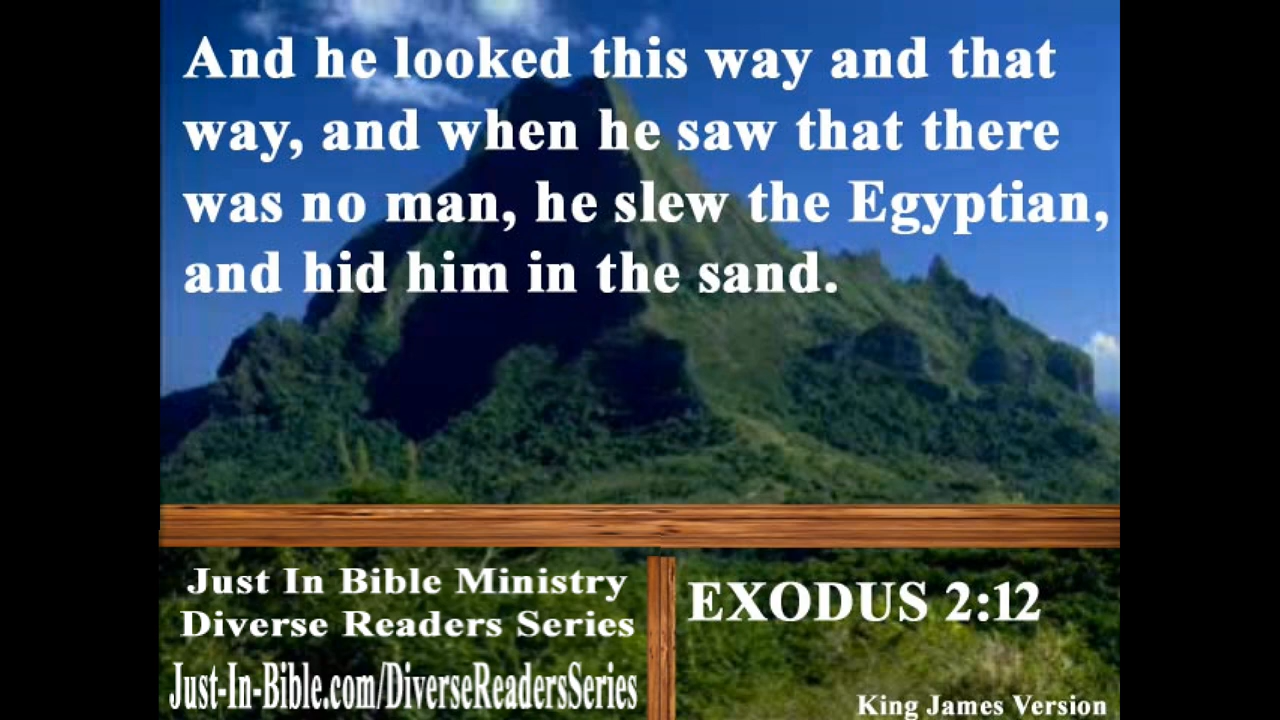 And he looked this way and that
way, and when he saw that there
was no man, he slew the Egyptian,
and hid him in the sand.
Just In Bible Ministry
Diverse Readers Series
Just-In-Bible.com/DiverseReadersSeries
EXODUS 2:12
King James Version